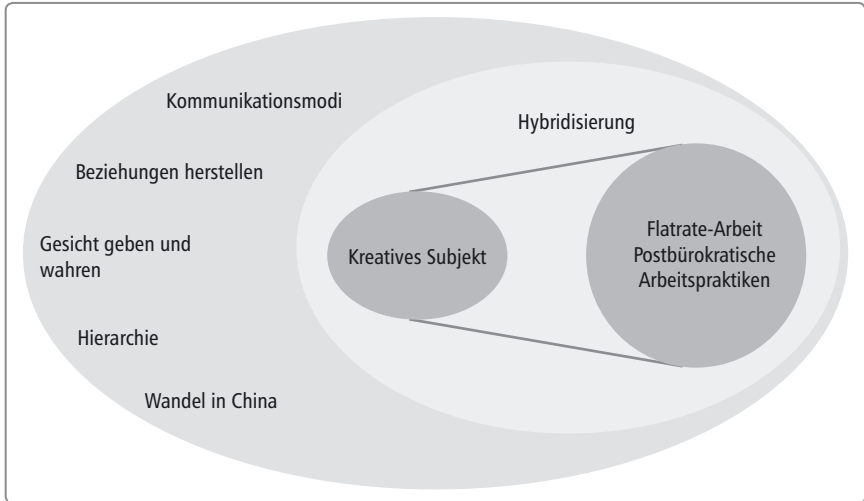 Kommunikationsmodi
Hybridisierung
Beziehungen herstellen
Gesicht geben und
wahren
Kreatives Subjekt
Flatrate-Arbeit
Postbürokratische
Arbeitspraktiken
Hierarchie
Wandel in China